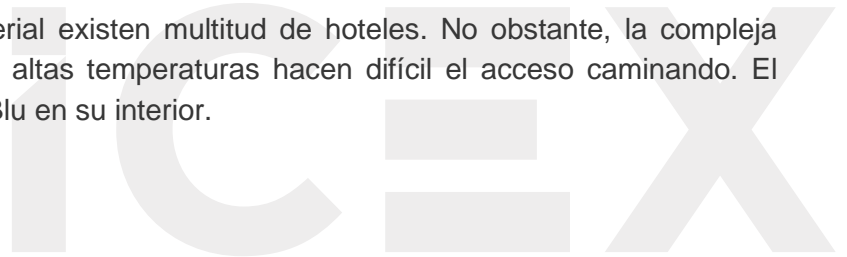 erial existen multitud de hoteles. No obstante, la compleja
altas temperaturas hacen difícil el acceso caminando. El
Blu en su interior.
iCEX